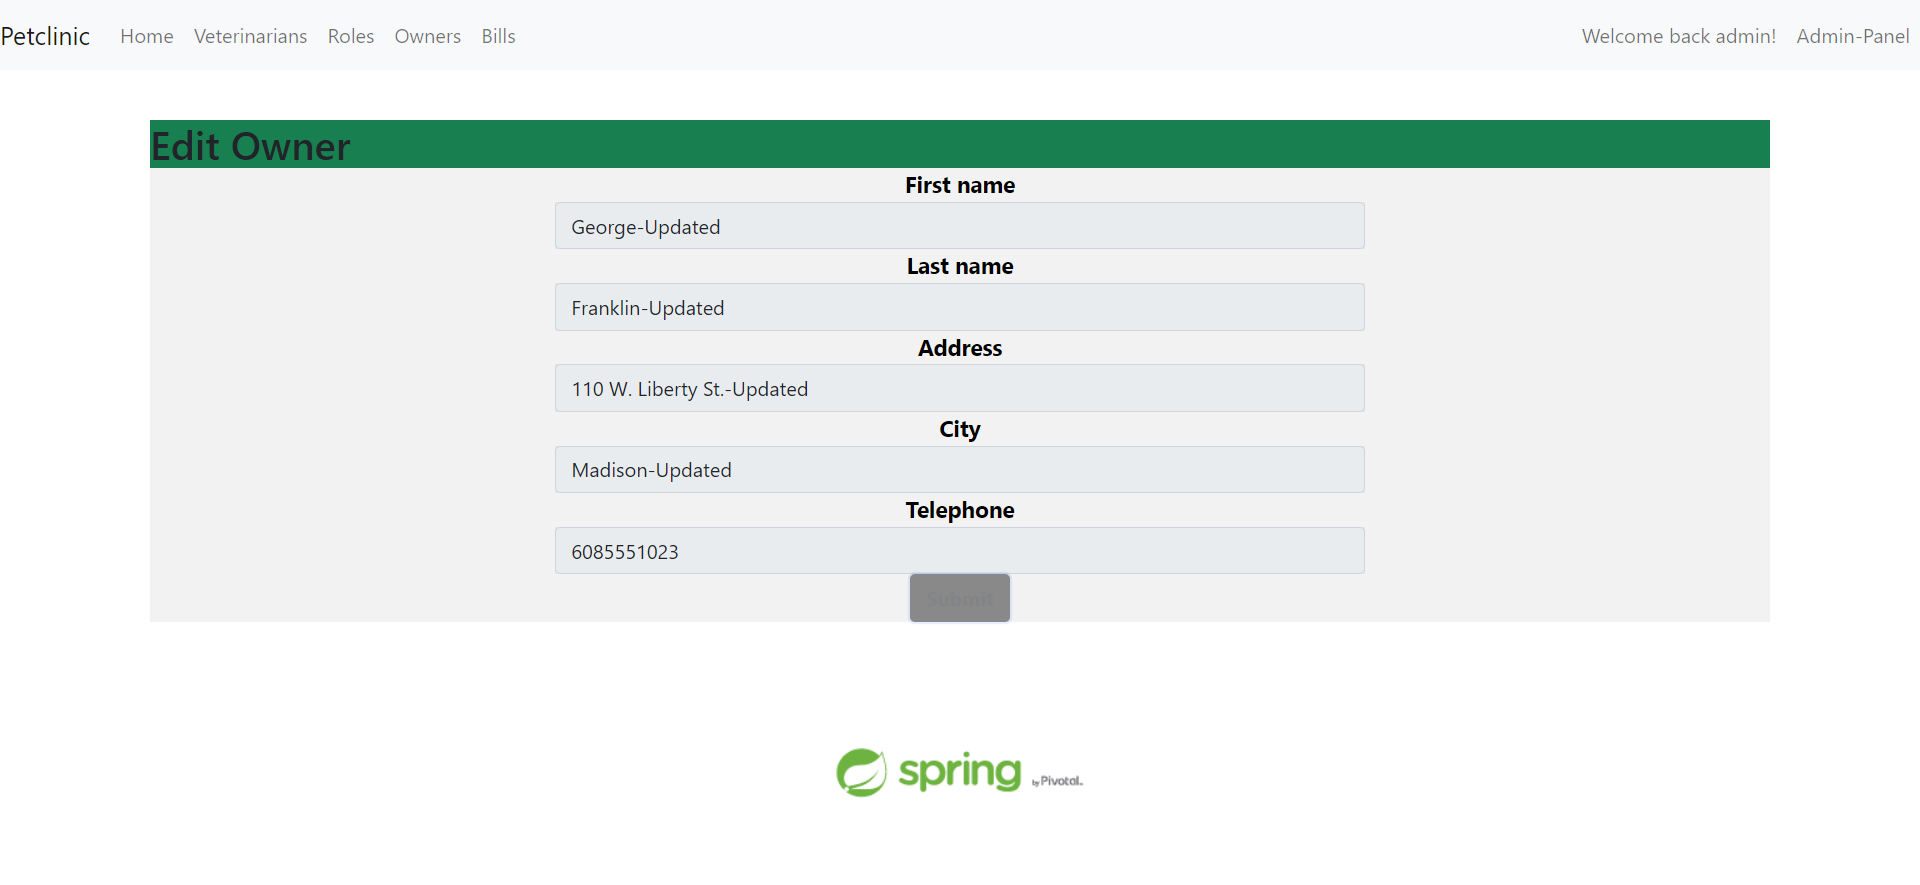 Petclinic Home Veterinarians Roles Owners Bills Welcome back admin! Admin-Panel
Edit Owner
First name
George-Updated
Last name
Franklin-Updated
Address
110 W. Liberty St.-Updated
City
Madison-Updated
Telephone
6085551023
Submit
spring by Pivotal.